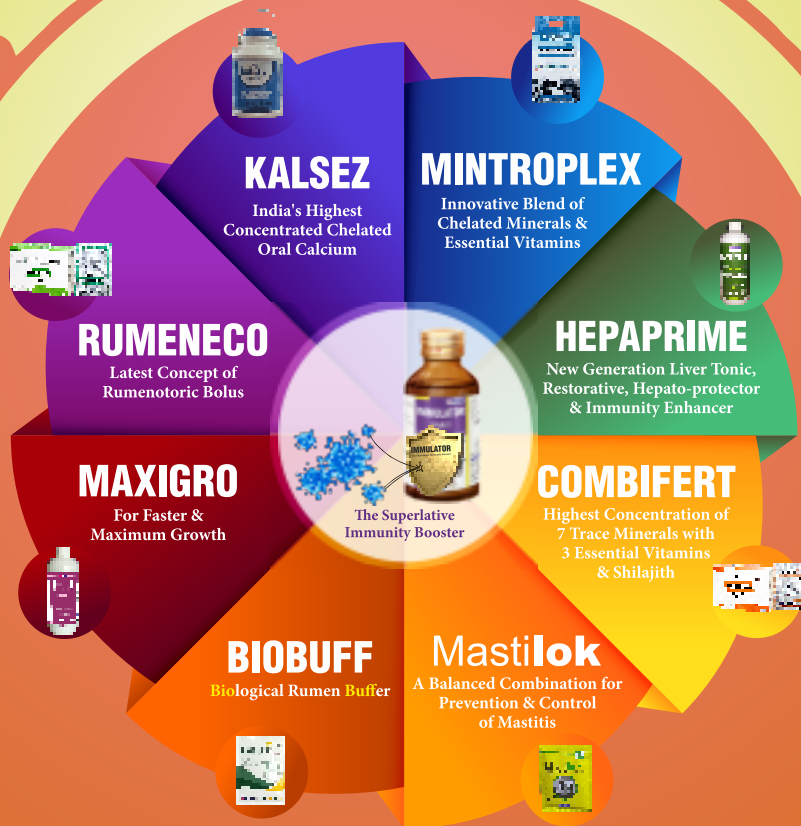 KALSEZ
India's Highest
Concentrated Chelated
Oral Calcium
MINTROPLEX
Innovative Blend of
Chelated Minerals &
Essential Vitamins
RUMENECO
Latest Concept of
Rumenotoric Bolus
HEPAPRIME
New Generation Liver Tonic,
Restorative, Hepato-protector
& Immunity Enhancer
IMMULATOR
IMMULATOR
The Superlative
Immunity Booster
MAXIGRO
For Faster &
Maximum Growth
COMBIFERT
Highest Concentration of
7 Trace Minerals with
3 Essential Vitamins
& Shilajith
BIOBUFF
Biological Rumen Buffer
Mastilok
A Balanced Combination for
Prevention & Control
of Mastitis